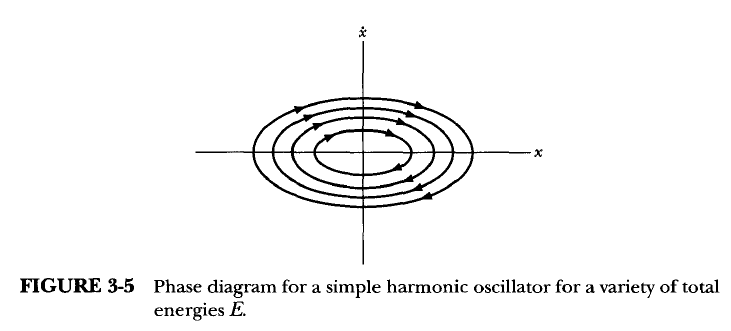 ẋ
x
FIGURE 3-5 Phase diagram for a simple harmonic oscillator for a variety of total
energies E.